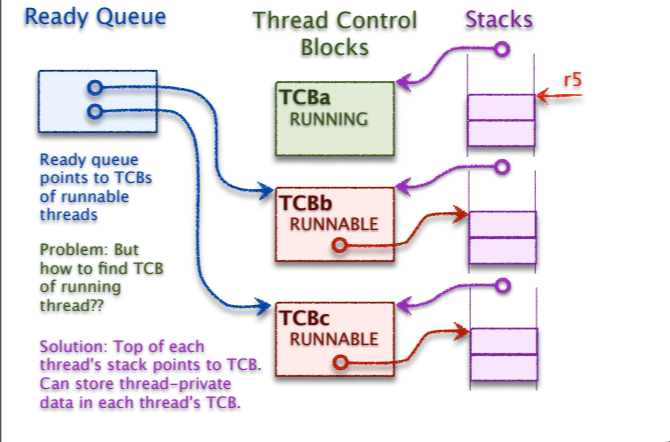 Ready Queue
Thread Control
Blocks
Stacks
r5
TCBa
RUNNING
Ready queue
points to TCBs
of runnable
threads
TCBb
RUNNABLE
Problem: But
how to find TCB
of running
thread??
TCBc
RUNNABLE
Solution: Top of each
thread's stack points to TCB.
Can store thread-private
data in each thread's TCB.